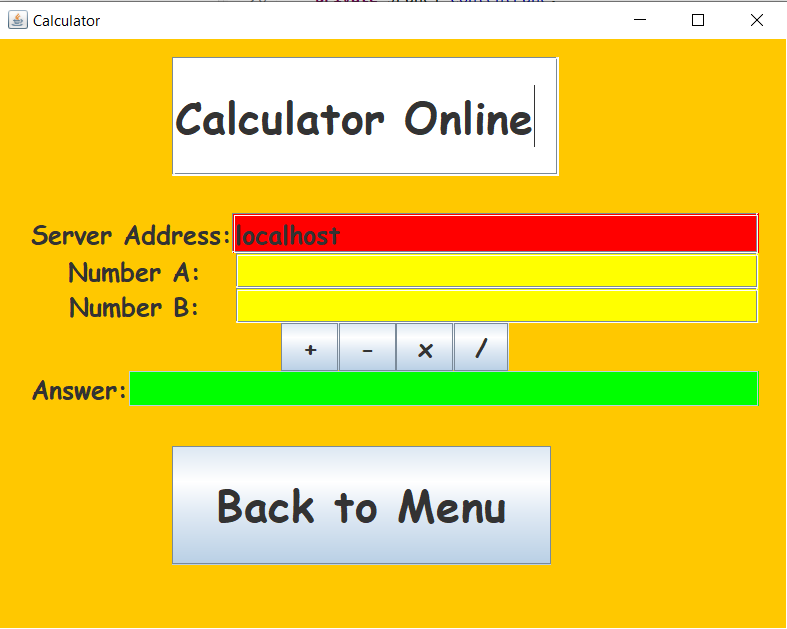 Calculator
Calculator Online
Server Address: localhost
Number A:
Number B:
+ - x /
Answer:
Back to Menu